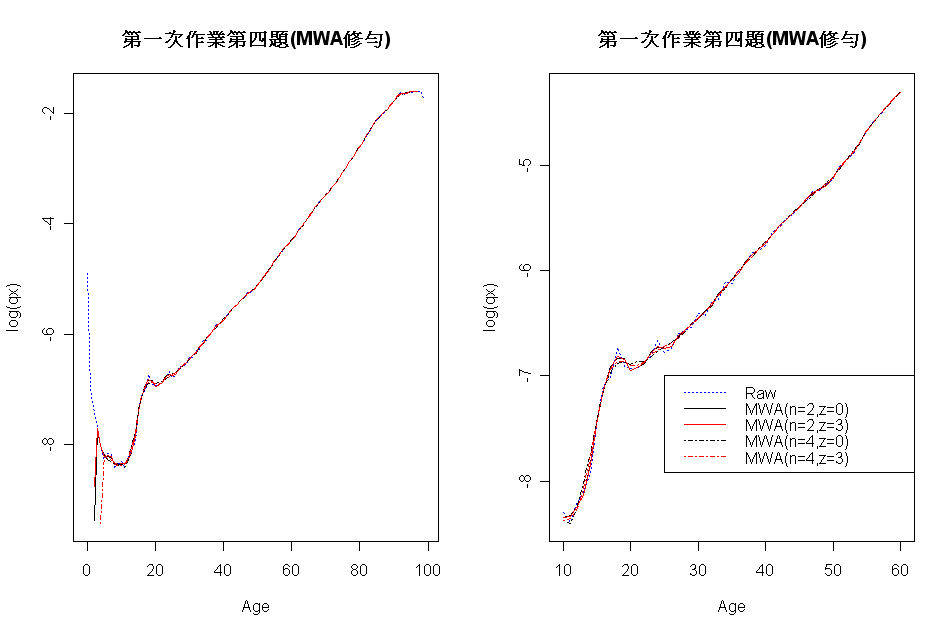 第一次作業第四題(MWA修勻)
log(qx)
-2
-4
-6
-8
0 20 40 60 80 100
Age
第一次作業第四題(MWA修勻)
log(qx)
-5
-6
-7
-8
Raw
MWA(n=2,z=0)
MWA(n=2,z=3)
MWA(n=4,z=0)
MWA(n=4,z=3)
10 20 30 40 50 60
Age